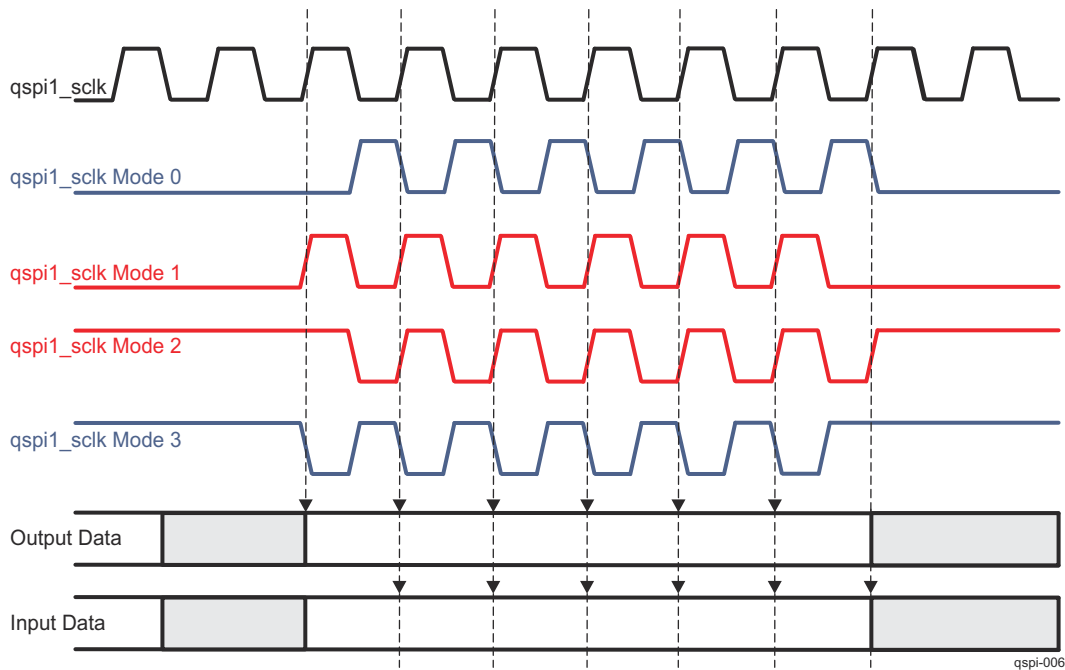 qspi1_sclk
qspi1_sclk Mode 0
qspi1_sclk Mode 1
qspi1_sclk Mode 2
qspi1_sclk Mode 3
Output Data
Input Data
qspi-006